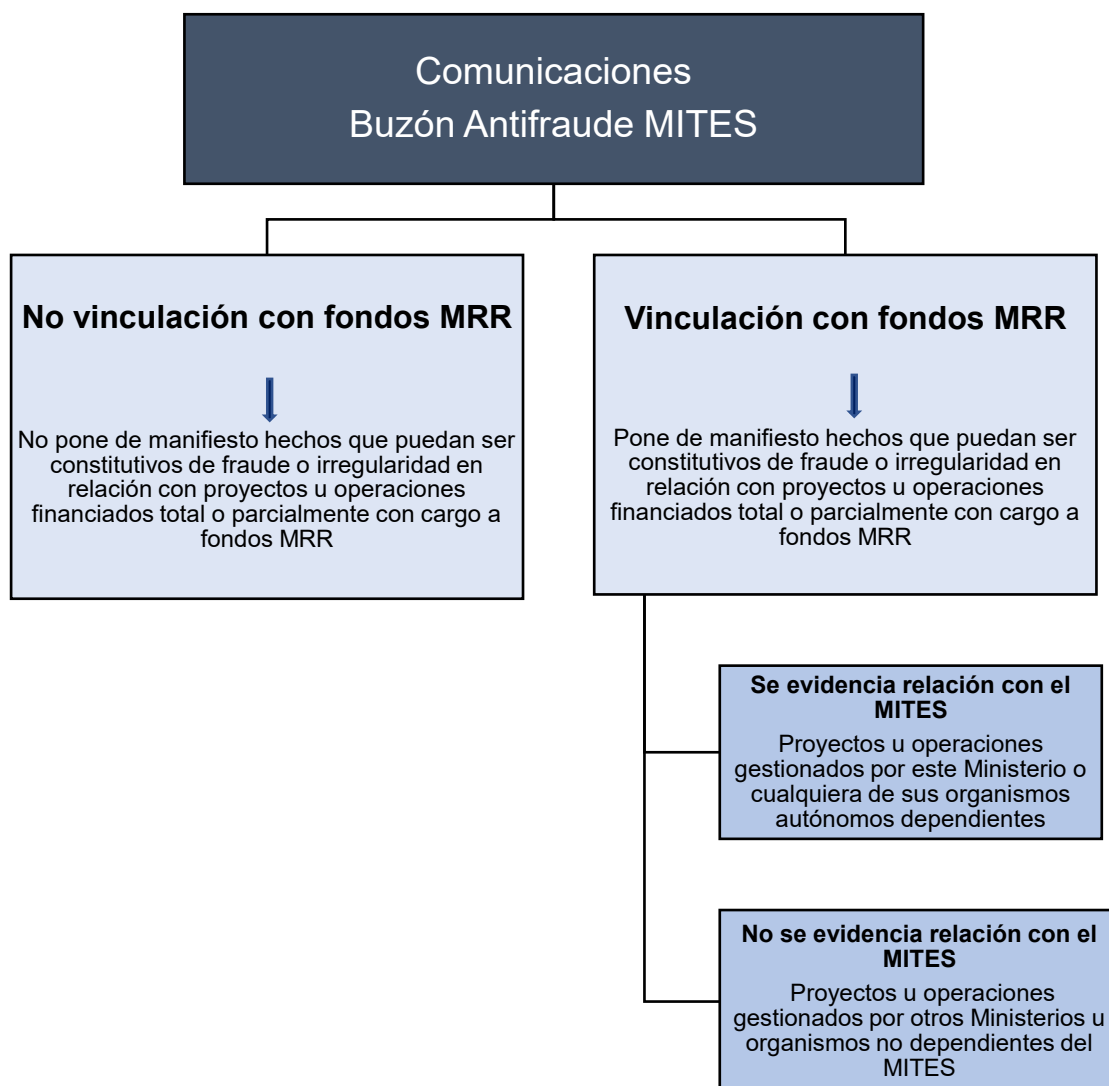 Comunicaciones
Buzón Antifraude MITES
No vinculación con fondos MRR
No pone de manifiesto hechos que puedan ser
constitutivos de fraude o irregularidad en
relación con proyectos u operaciones
financiados total o parcialmente con cargo a
fondos MRR
Vinculación con fondos MRR
Pone de manifiesto hechos que puedan ser
constitutivos de fraude o irregularidad en
relación con proyectos u operaciones
financiados total o parcialmente con cargo a
fondos MRR
Se evidencia relación con el
MITES
Proyectos u operaciones
gestionados por este Ministerio o
cualquiera de sus organismos
autónomos dependientes
No se evidencia relación con el
MITES
Proyectos u operaciones
gestionados por otros Ministerios u
organismos no dependientes del
MITES